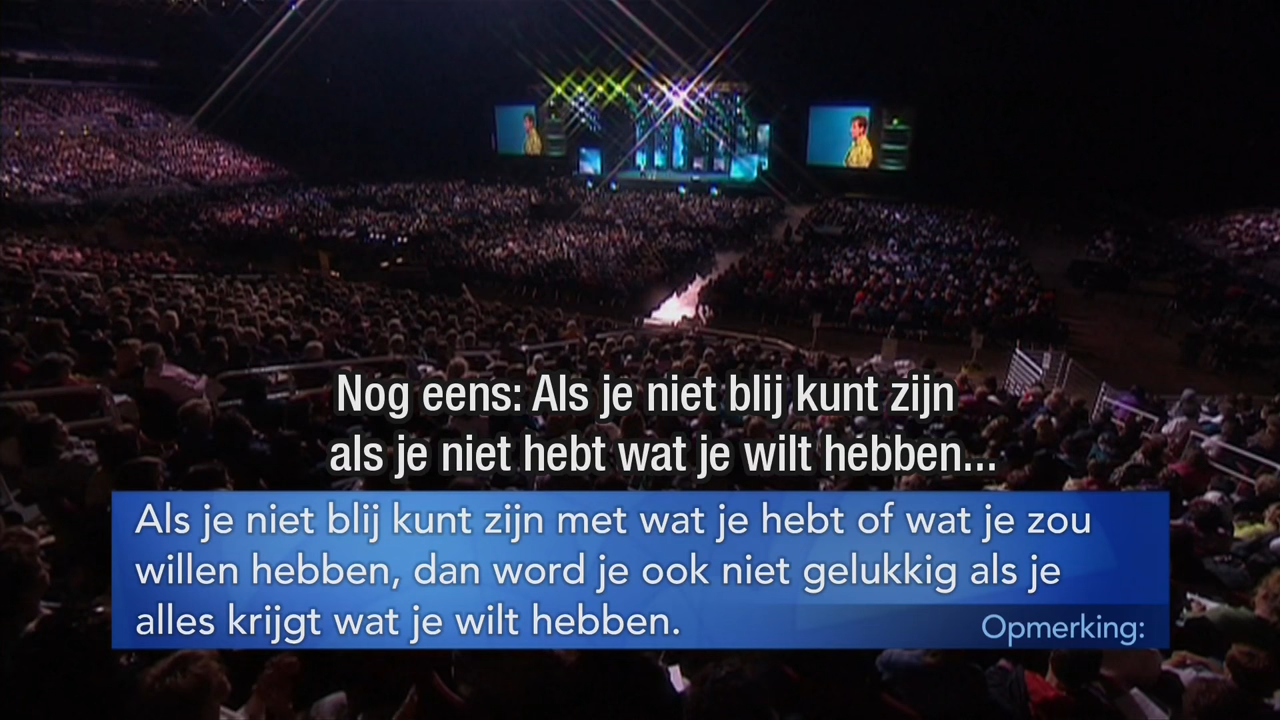 Nog eens: Als je niet blij kunt zijn
als je niet hebt wat je wilt hebben...
Als je niet blij kunt zijn met wat je hebt of wat je zou
willen hebben, dan word je ook niet gelukkig als je
alles krijgt wat je wilt hebben.
Opmerking: